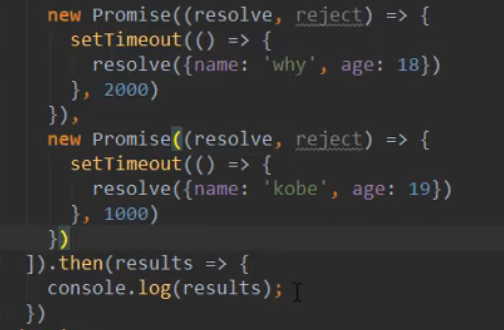 new Promise((resolve, reject) => {
setTimeout(() => {
resolve({name: 'why', age: 18})
}, 2000)
}),
new Promise((resolve, reject) => {
setTimeout(() => {
resolve({name: 'kobe', age: 19})
}, 1000)
})
]).then(results => {
console.log(results);
})